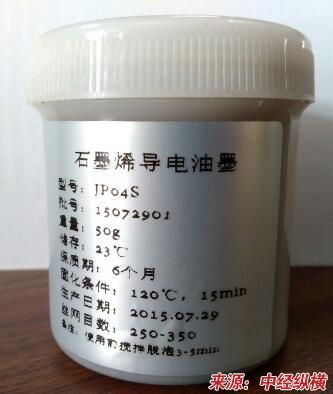 石墨烯导电油墨
型号: JP04S
批号: 15072901
重量: 50g
储存: 23℃
保质期: 6个月
固化条件: 120℃, 15min
生产日期: 2015.07.29
丝网目数: 250-350
备注: 使用前搅拌脱泡3-5min
来源: 中经纵横